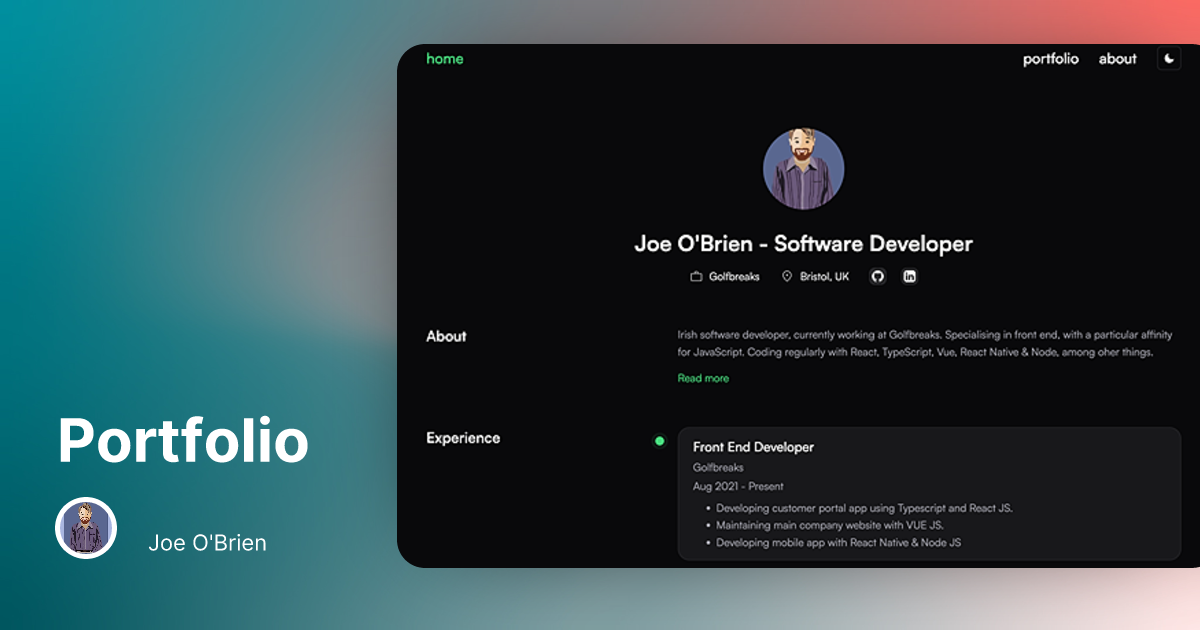 home
portfolio
about
Joe O'Brien - Software Developer
Golfbreaks
Bristol, UK
in
About
Irish software developer, currently working at Golfbreaks. Specialising in front end, with a particular affinity
for JavaScript. Coding regularly with React, TypeScript, Vue, React Native & Node, among oher things.
Read more
Experience
Front End Developer
Golfbreaks
Aug 2021 - Present
• Developing customer portal app using Typescript and React JS.
• Maintaining main company website with VUE JS.
• Developing mobile app with React Native & Node JS
Portfolio
Joe O'Brien